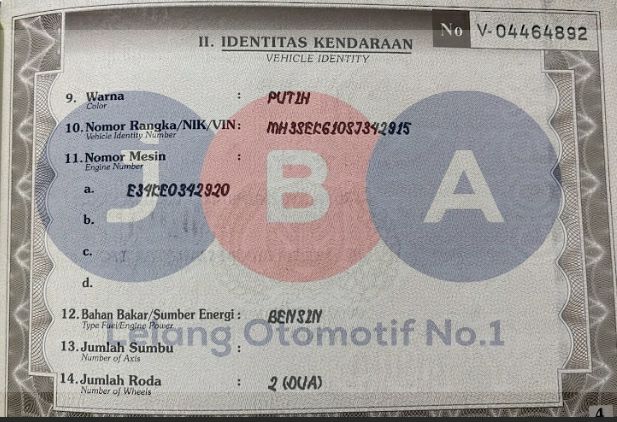 No V-04464892
II. IDENTITAS KENDARAAN
VEHICLE IDENTITY
9. Warna : PUTIH
Color
10. Nomor Rangka/NIK/VIN: MH3SEK610SJ342915
Vehicle Identity Number
11. Nomor Mesin :
Engine Number
a. E34KE0342920
b.
c.
d.
12. Bahan Bakar/Sumber Energi : BENSIN
Type Fuel/Engine Power
13. Jumlah Sumbu :
Number of Axis
14. Jumlah Roda : 2 (DUA)
Number of Wheels
4
J B A
Lelang Otomotif No.1